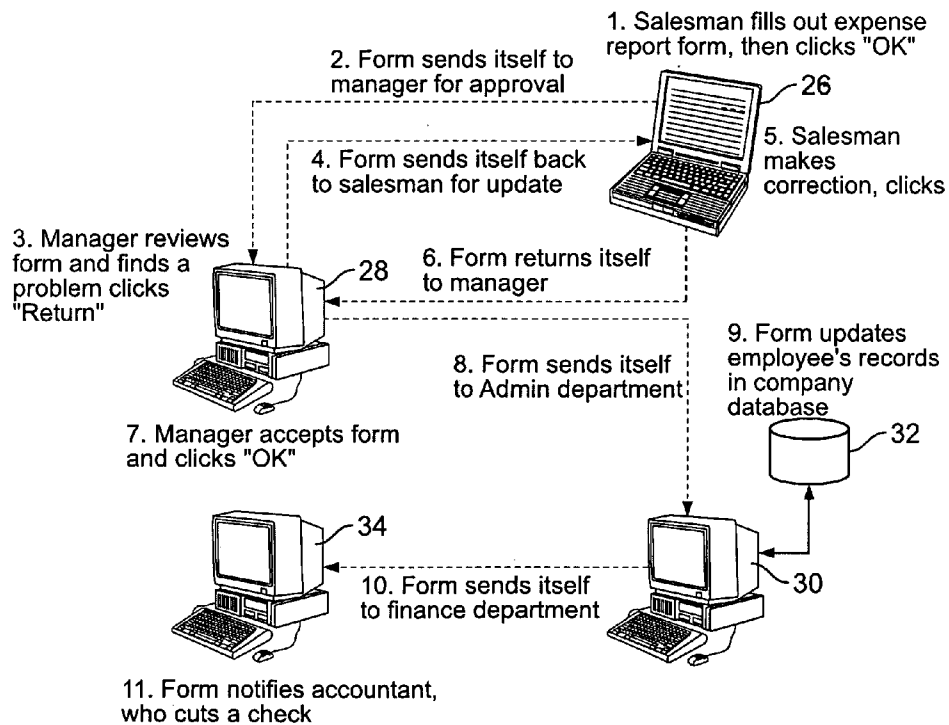 1. Salesman fills out expense
report form, then clicks "OK"
2. Form sends itself to
manager for approval
26
4. Form sends itself back
to salesman for update
5. Salesman
makes
correction, clicks
3. Manager reviews
form and finds a
problem clicks
"Return"
28
6. Form returns itself
to manager
7. Manager accepts form
and clicks "OK"
8. Form sends itself
to Admin department
9. Form updates
employee's records
in company
database
32
34
30
10. Form sends itself
to finance department
11. Form notifies accountant,
who cuts a check